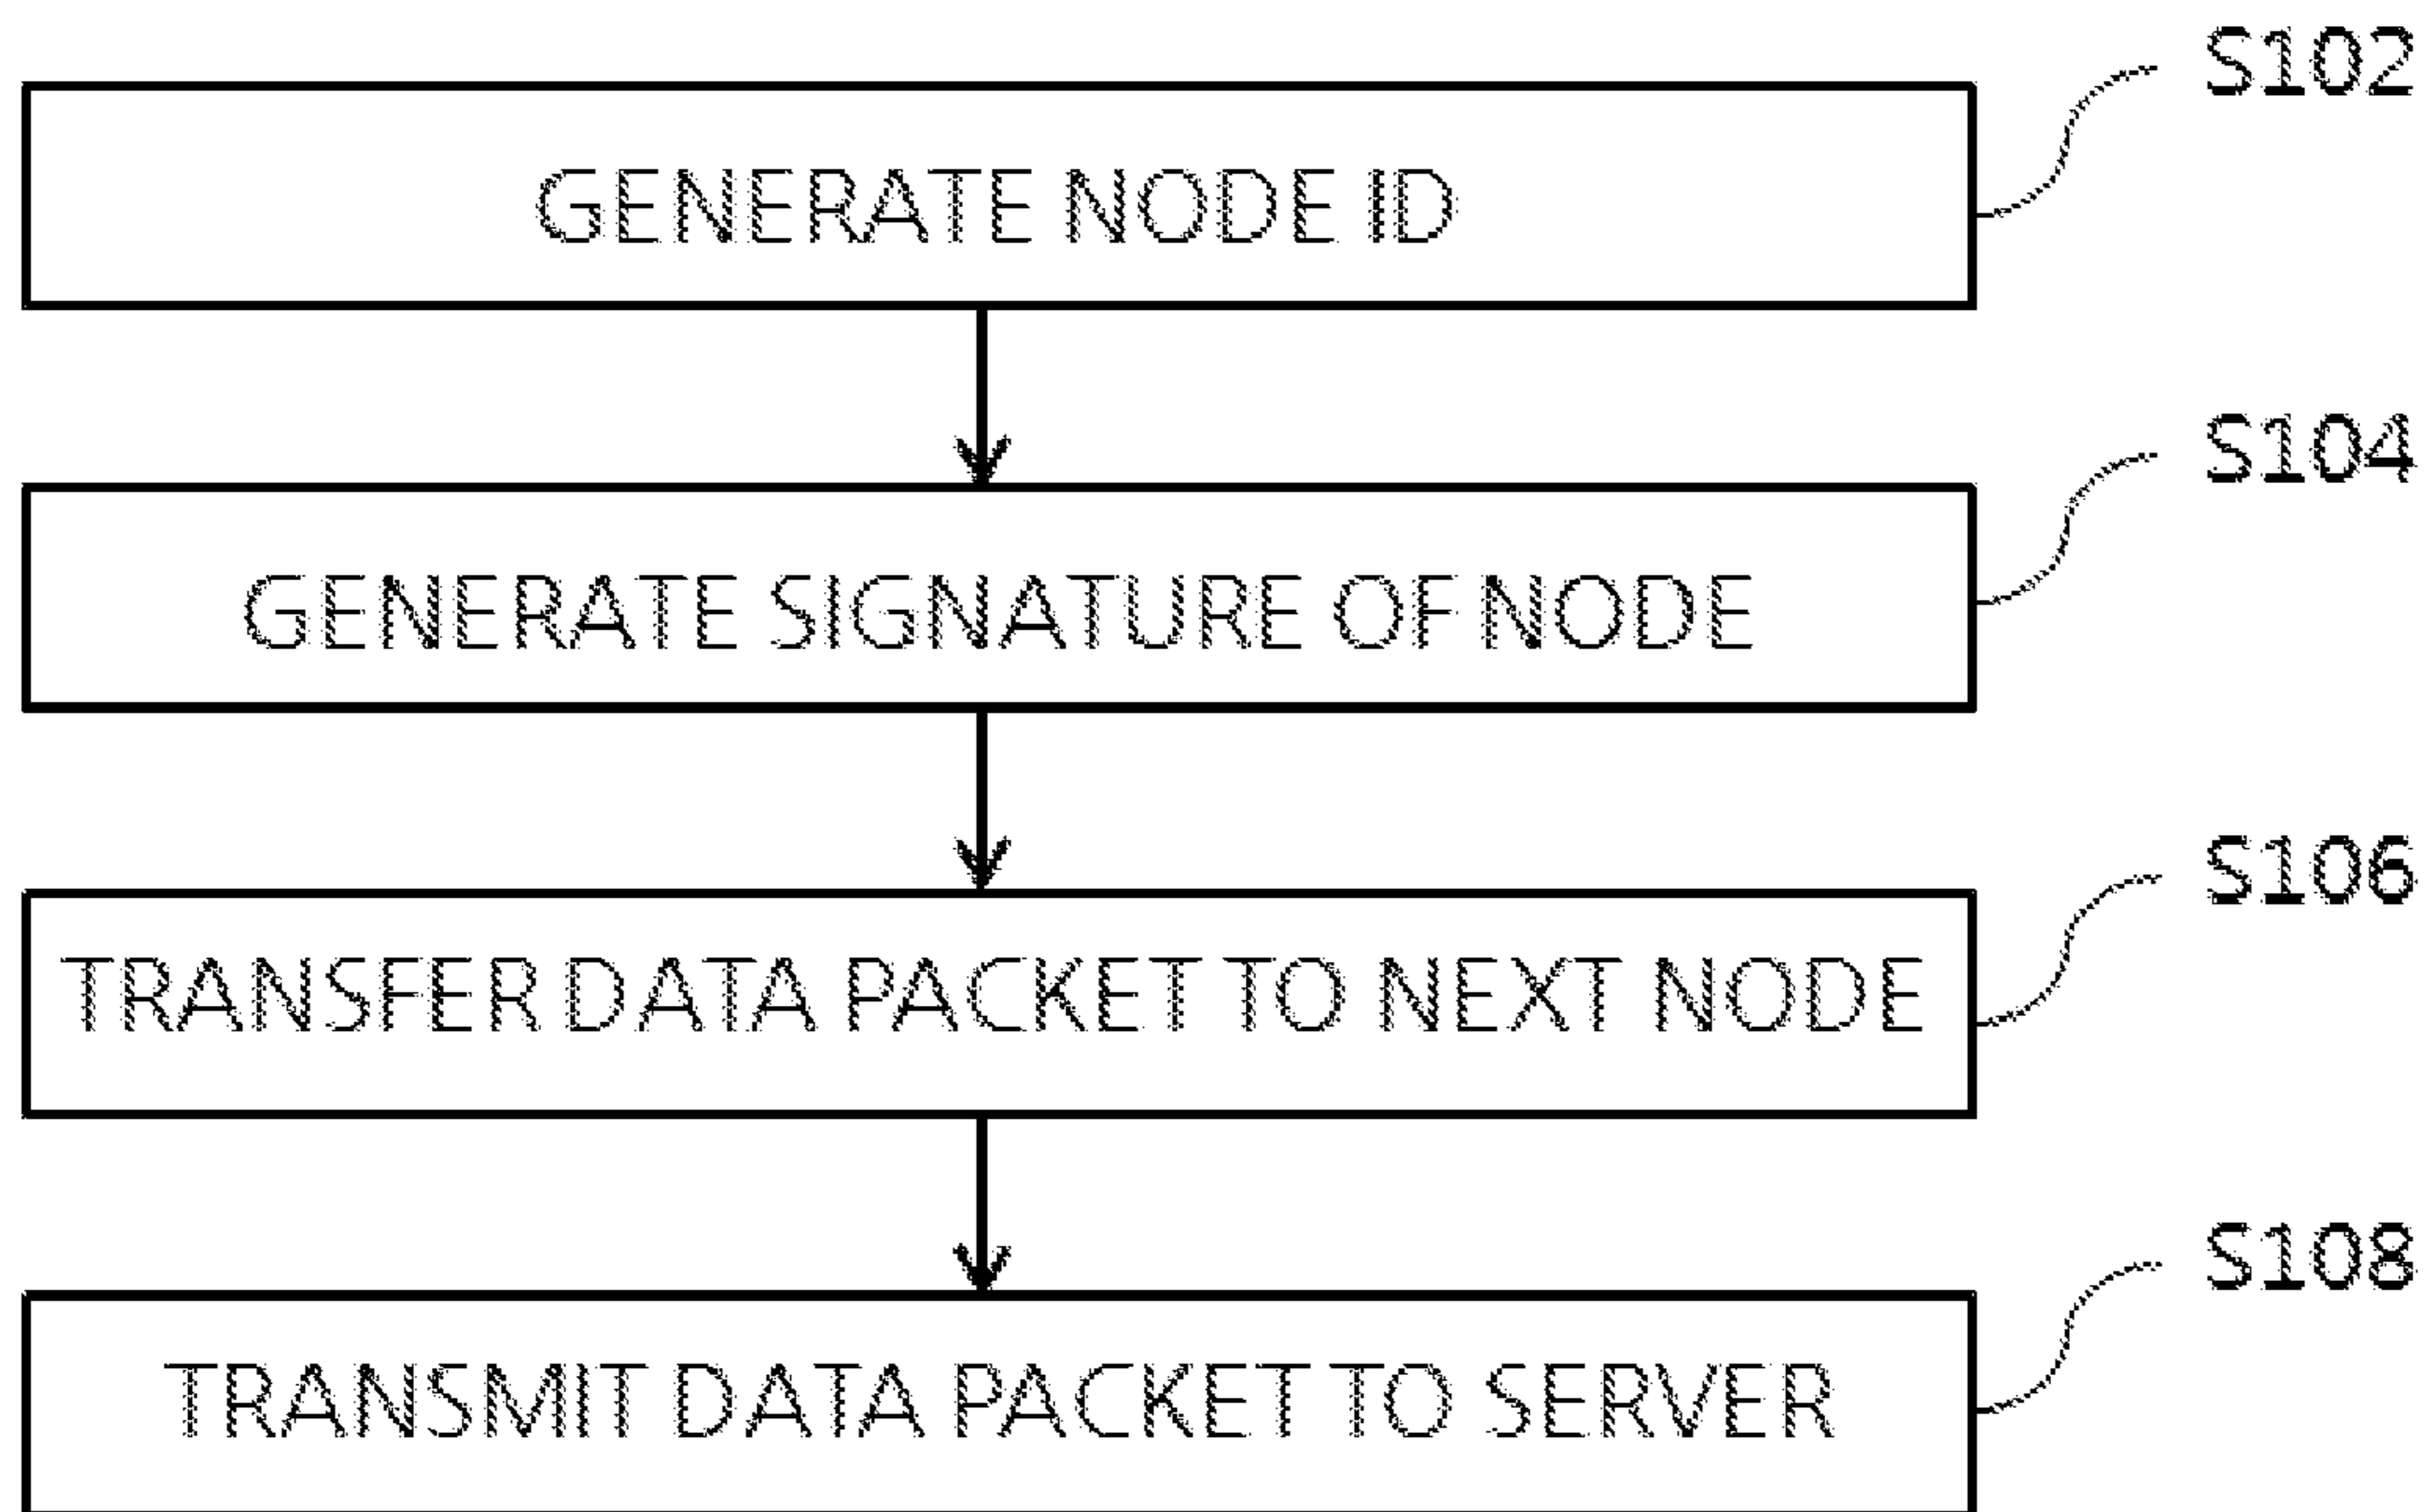 S102
GENERATE NODE ID
S104
GENERATE SIGNATURE OF NODE
S106
TRANSFER DATA PACKET TO NEXT NODE
S108
TRANSMIT DATA PACKET TO SERVER